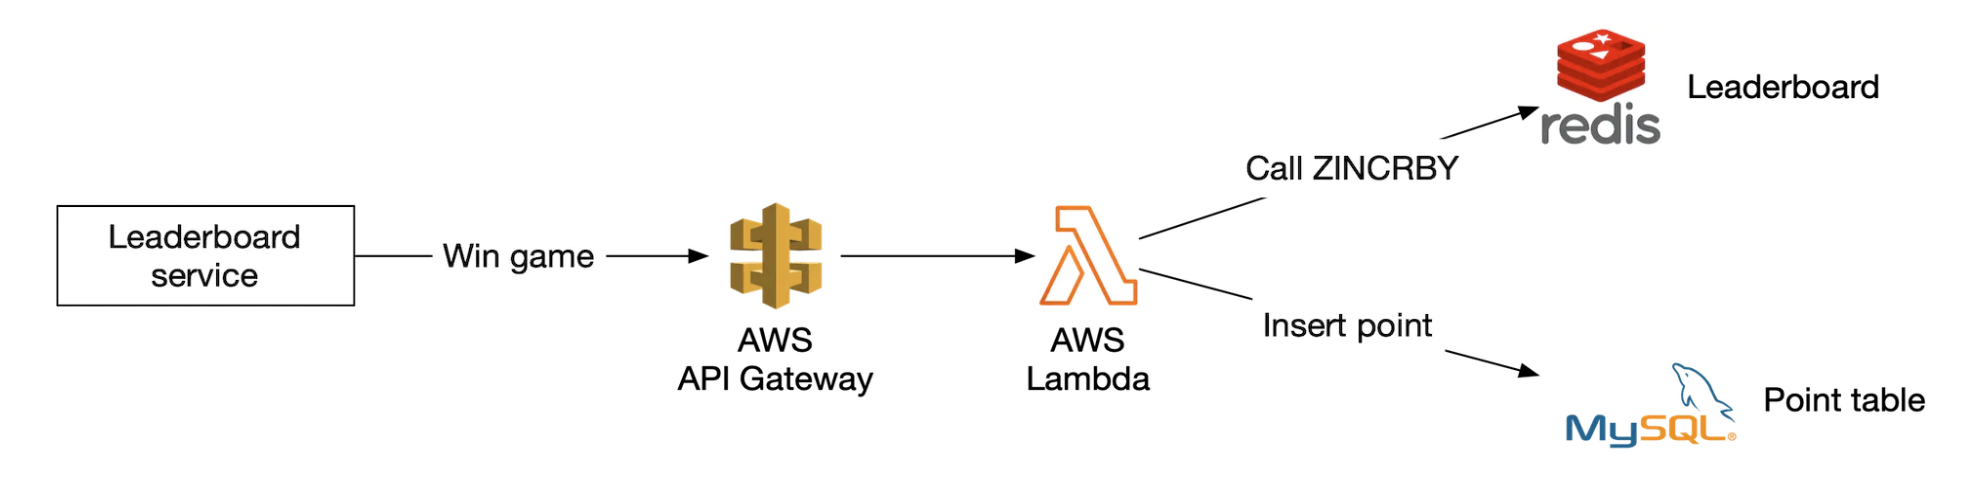 Leaderboard
service
Win game
AWS
API Gateway
AWS
Lambda
Call ZINCRBY
redis
Leaderboard
Insert point
MySQL®
Point table